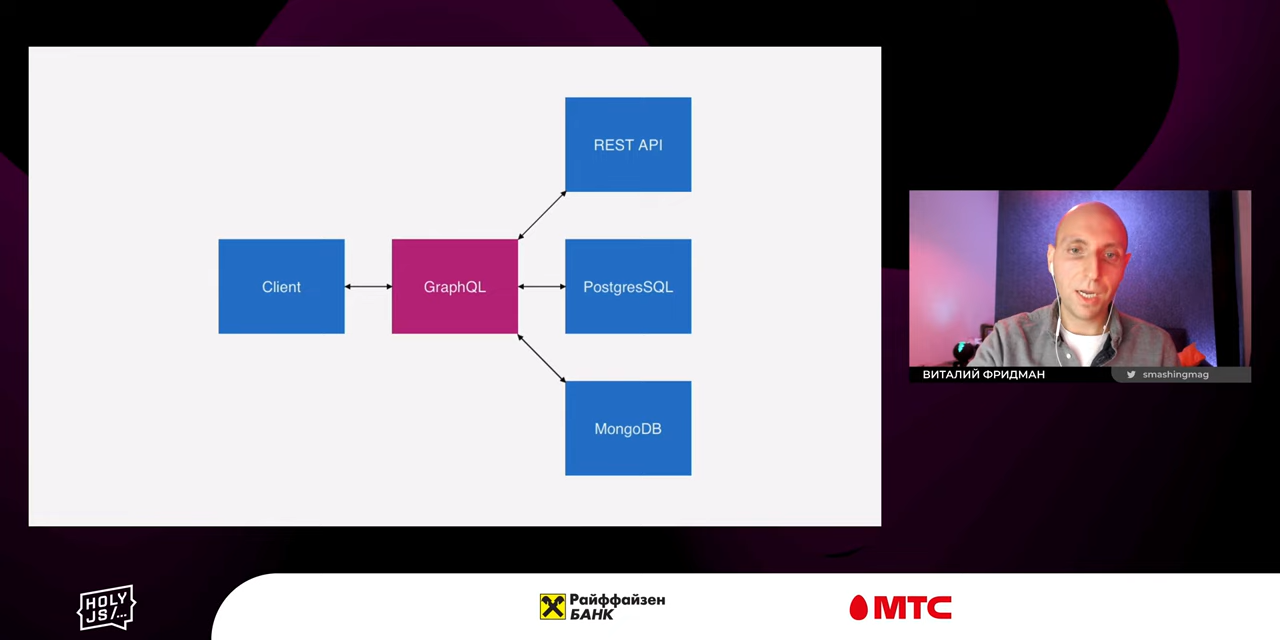 REST API
Client
GraphQL
PostgresSQL
MongoDB
ВИТАЛИЙ ФРИДМАН
smashingmag
HOLY
JS/...
Райффайзен
БАНК
МТС